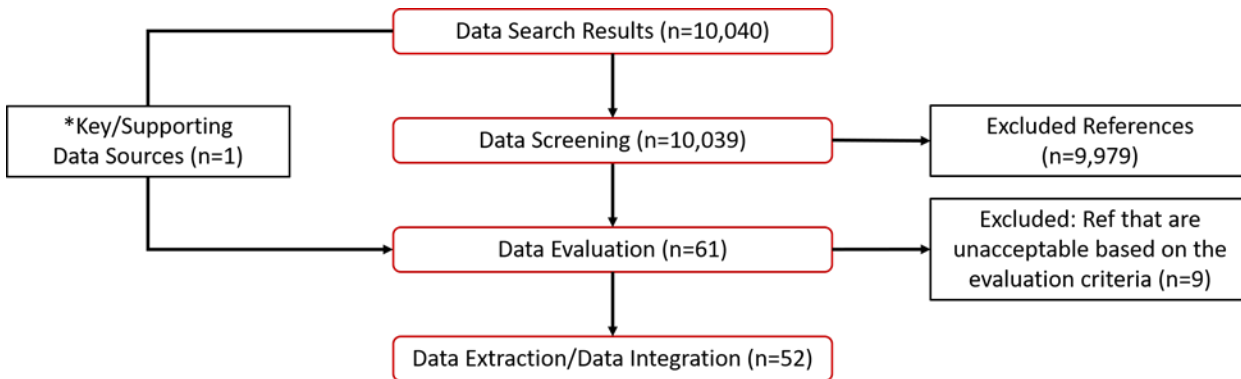 Data Search Results (n=10,040)
*Key/Supporting
Data Sources (n=1)
Data Screening (n=10,039)
Excluded References
(n=9,979)
Data Evaluation (n=61)
Excluded: Ref that are
unacceptable based on the
evaluation criteria (n=9)
Data Extraction/Data Integration (n=52)